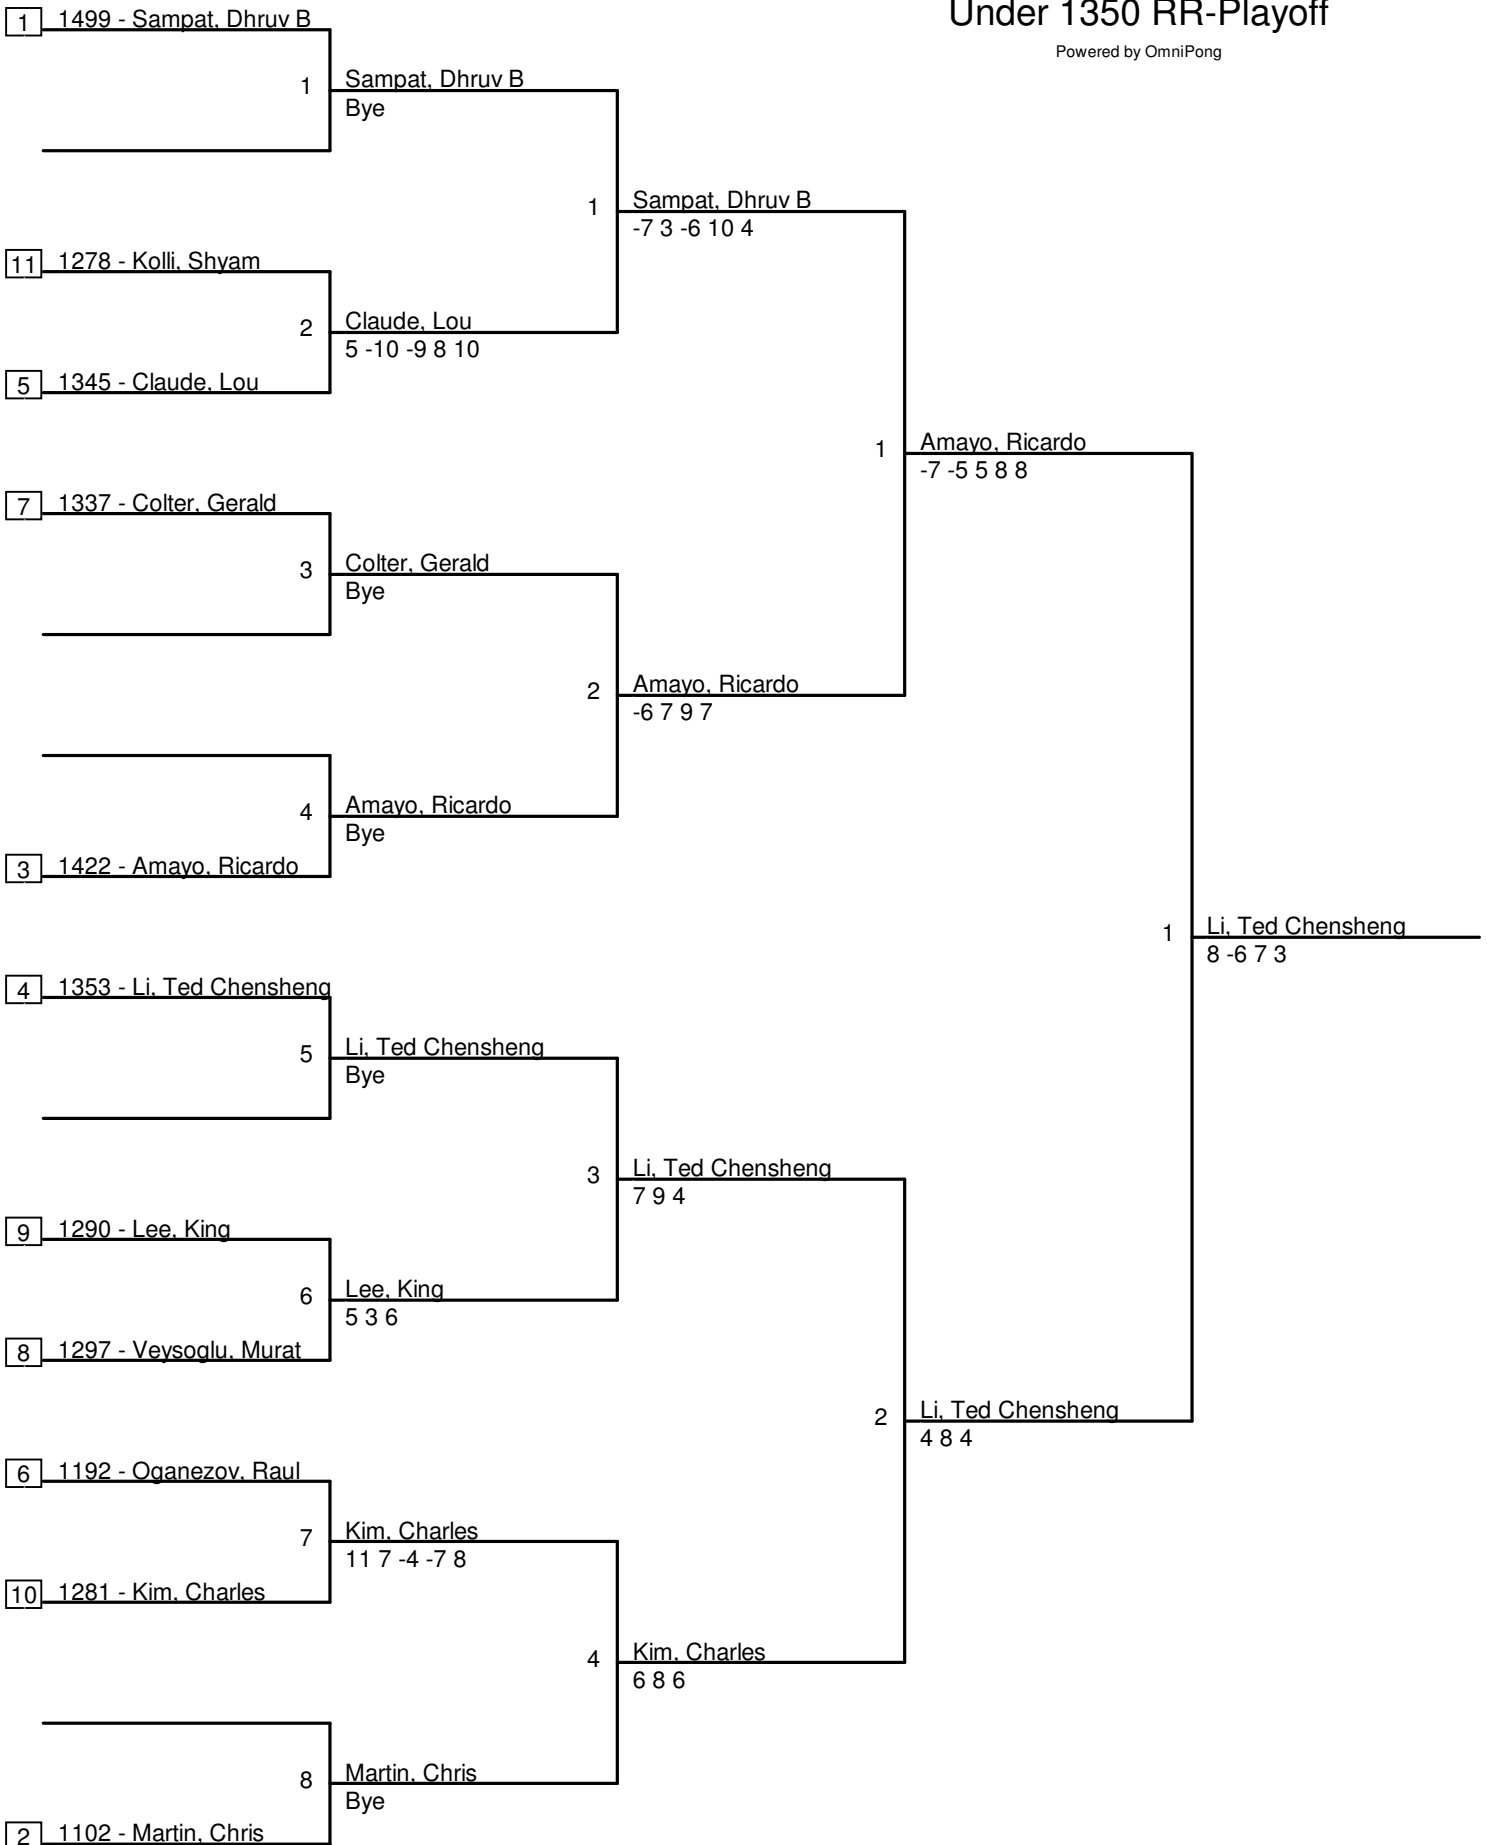 Under 1350 RR-Playoff
Powered by OmniPong
1 1499 - Sampat, Dhruv B
1 Sampat, Dhruv B
Bye
1 Sampat, Dhruv B
-7 3 -6 10 4
11 1278 - Kolli, Shyam
2 Claude, Lou
5 -10 -9 8 10
5 1345 - Claude, Lou
1 Amayo, Ricardo
-7 -5 5 8 8
7 1337 - Colter, Gerald
3 Colter, Gerald
Bye
2 Amayo, Ricardo
-6 7 9 7
4 Amayo, Ricardo
Bye
3 1422 - Amayo, Ricardo
1 Li, Ted Chensheng
8 -6 7 3
4 1353 - Li, Ted Chensheng
5 Li, Ted Chensheng
Bye
3 Li, Ted Chensheng
7 9 4
9 1290 - Lee, King
6 Lee, King
5 3 6
8 1297 - Veysoglu, Murat
2 Li, Ted Chensheng
4 8 4
6 1192 - Oganezov, Raul
7 Kim, Charles
11 7 -4 -7 8
10 1281 - Kim, Charles
4 Kim, Charles
6 8 6
8 Martin, Chris
Bye
2 1102 - Martin, Chris